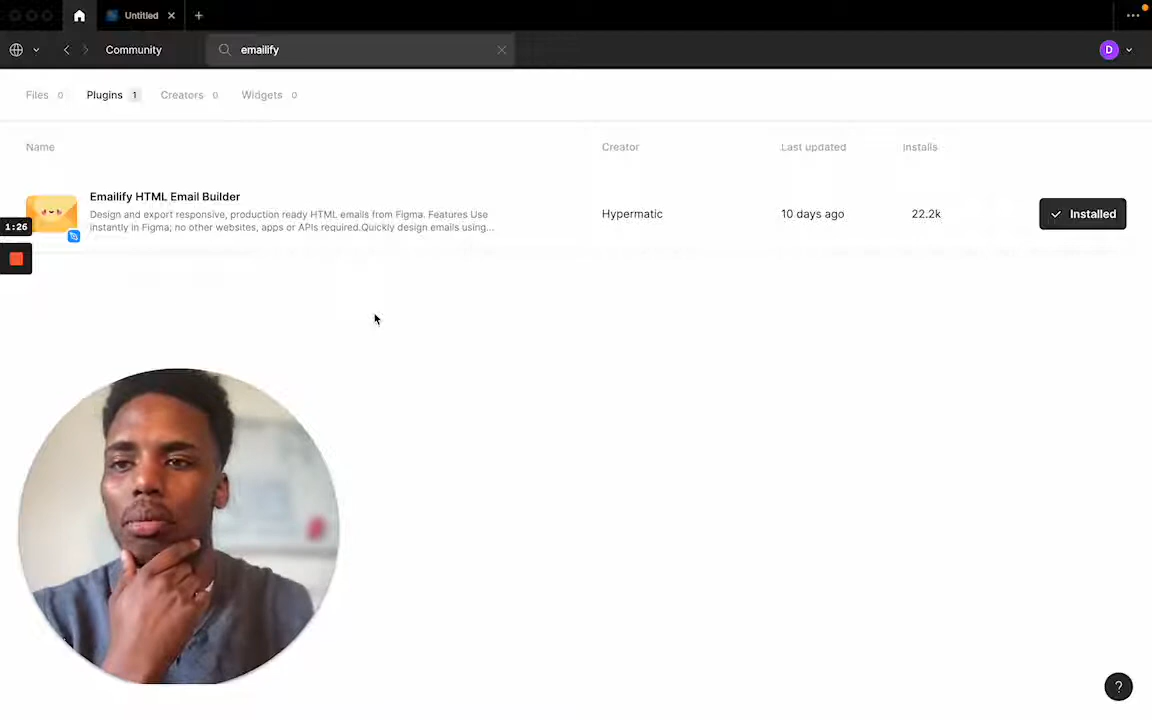 Untitled
Community
emailify
D
Files 0
Plugins 1
Creators 0
Widgets 0
Name
Creator
Last updated
Installs
Emailify HTML Email Builder
Design and export responsive, production ready HTML emails from Figma. Features Use
instantly in Figma; no other websites, apps or APIs required.Quickly design emails using...
Hypermatic
10 days ago
22.2k
Installed
1:26
?